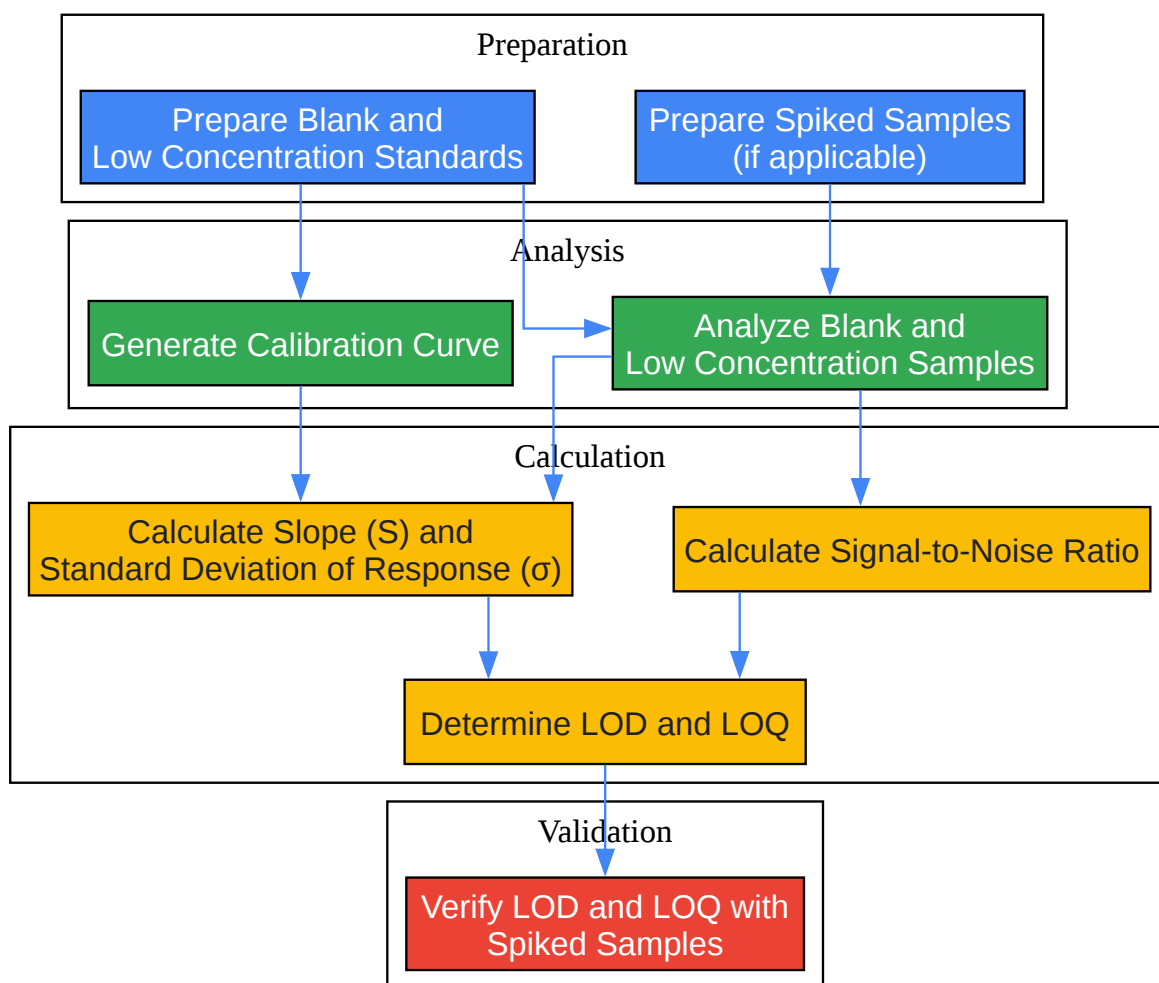 Preparation
Prepare Blank and
Low Concentration Standards
Prepare Spiked Samples
(if applicable)
Analysis
Generate Calibration Curve
Analyze Blank and
Low Concentration Samples
Calculation
Calculate Slope (S) and
Standard Deviation of Response (σ)
Calculate Signal-to-Noise Ratio
Determine LOD and LOQ
Validation
Verify LOD and LOQ with
Spiked Samples